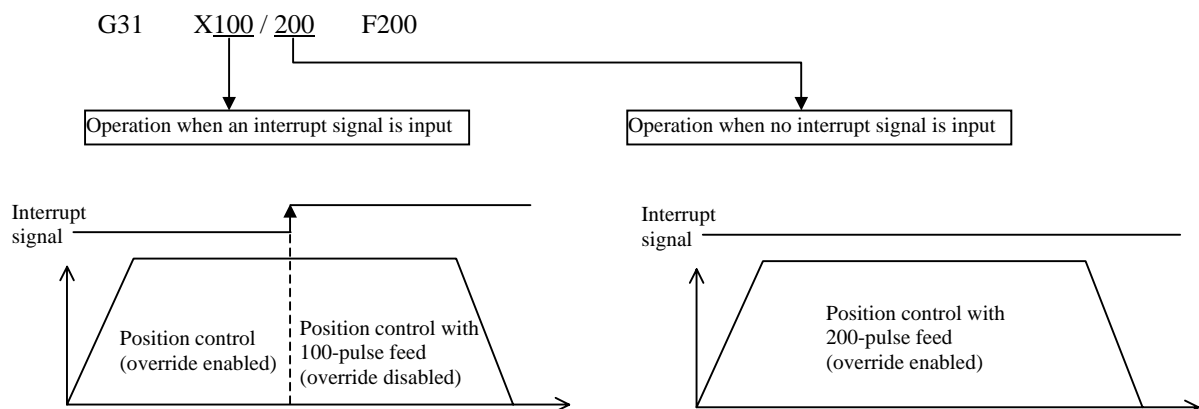 G31 X100 / 200 F200
Operation when an interrupt signal is input
Operation when no interrupt signal is input
Interrupt
signal
Position control
(override enabled)
Position control with
100-pulse feed
(override disabled)
Interrupt
signal
Position control with
200-pulse feed
(override enabled)